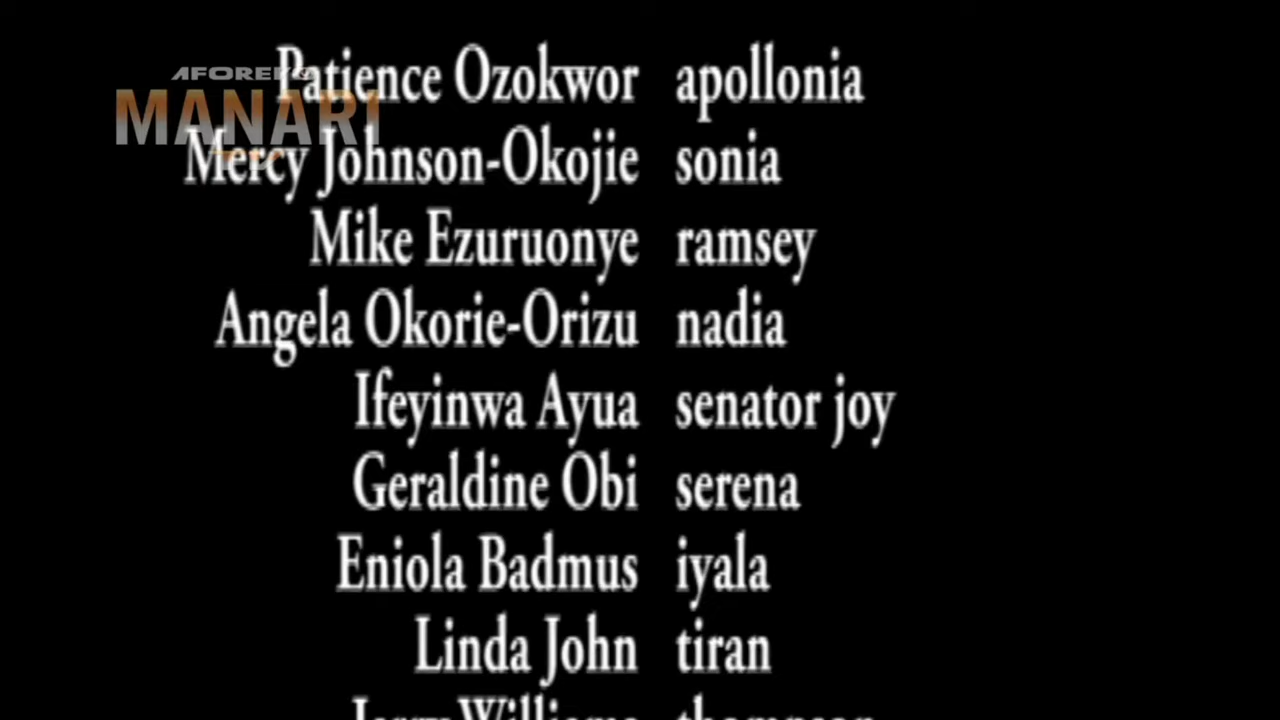 AFOREVO
MANARI
Patience Ozokwor apollonia
Mercy Johnson-Okojie sonia
Mike Ezuruonye ramsey
Angela Okorie-Orizu nadia
Ifeyinwa Ayua senator joy
Geraldine Obi serena
Eniola Badmus iyala
Linda John tiran